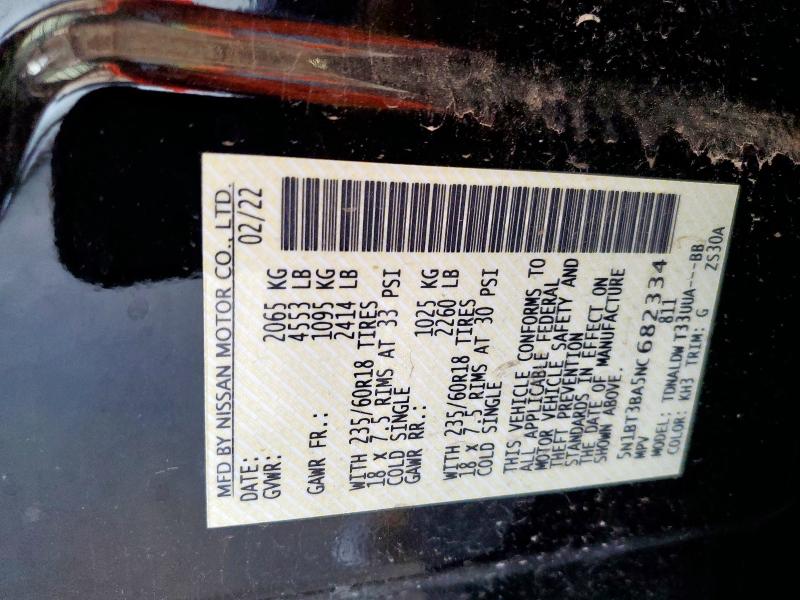 MFD BY NISSAN MOTOR CO., LTD.
DATE: 02/22
GVWR: 2065 KG
4553 LB
GAWR FR.: 1095 KG
2414 LB
WITH 235/60R18 TIRES
18 X 7.5 RIMS AT 33 PSI
COLD SINGLE
GAWR RR.: 1025 KG
2260 LB
WITH 235/60R18 TIRES
18 X 7.5 RIMS AT 30 PSI
COLD SINGLE
THIS VEHICLE CONFORMS TO
ALL APPLICABLE FEDERAL
MOTOR VEHICLE SAFETY AND
THEFT PREVENTION
STANDARDS IN EFFECT ON
THE DATE OF MANUFACTURE
SHOWN ABOVE.
5N1BT3BA5NC682334
MPV 811
MODEL: TDNALDWT33UUA---BB
COLOR: KH3 TRIM: G ZS30A